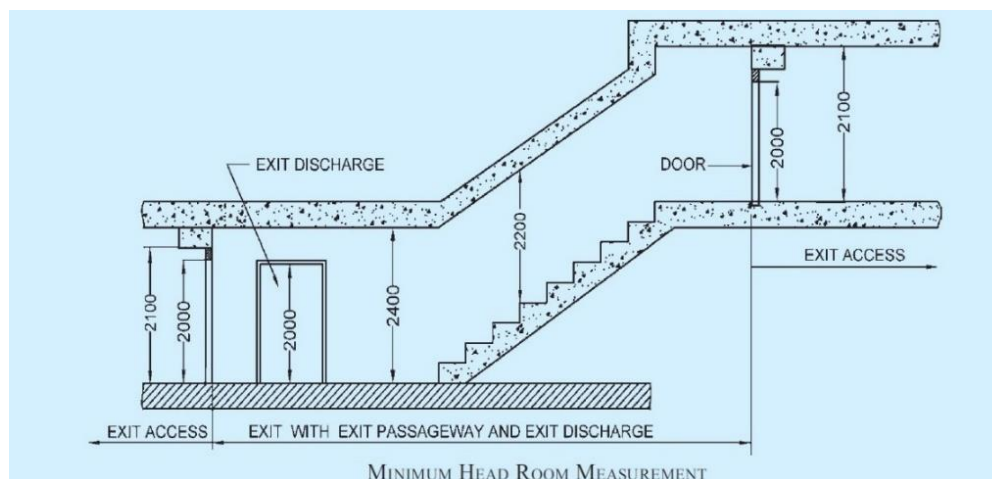 EXIT DISCHARGE
DOOR
2000
2100
2200
EXIT ACCESS
2100
2000
2000
2400
EXIT ACCESS
EXIT WITH EXIT PASSAGEWAY AND EXIT DISCHARGE
MINIMUM HEAD ROOM MEASUREMENT